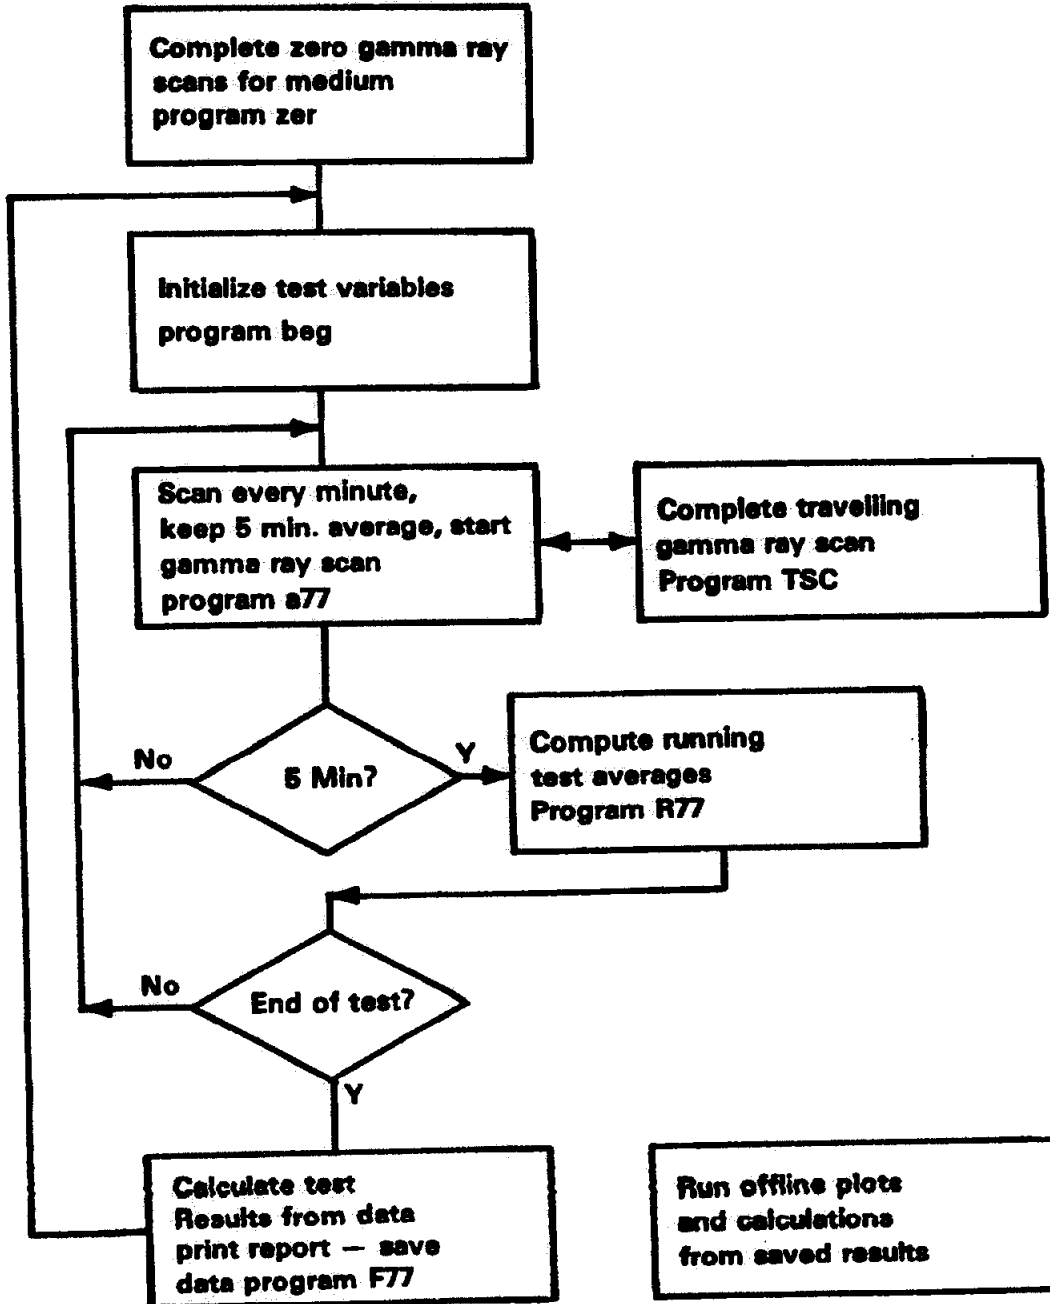 Complete zero gamma ray
scans for medium
program zer
Initialize test variables
program beg
Scan every minute,
keep 5 min. average, start
gamma ray scan
program a77
Complete travelling
gamma ray scan
Program TSC
No
5 Min?
Y
Compute running
test averages
Program R77
No
End of test?
Y
Calculate test
Results from data
print report — save
data program F77
Run offline plots
and calculations
from saved results